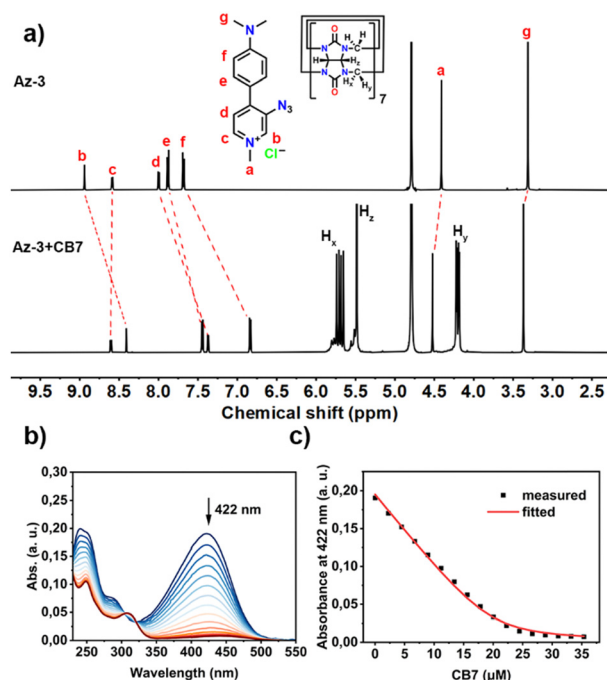 a)
Az-3
g
N
f
e
d
N3
c
N+
b
CH3
a
Cl−
O
N N C H H
H Hz
N N C
O Hx Hy
7
b
c
d
e
f
a
g
Az-3+CB7
Hx
Hz
Hy
9.5 9.0 8.5 8.0 7.5 7.0 6.5 6.0 5.5 5.0 4.5 4.0 3.5 3.0 2.5
Chemical shift (ppm)
b)
0,30
0,25
0,20
0,15
0,10
0,05
0,00
Abs. (a. u.)
422 nm
250 300 350 400 450 500 550
Wavelength (nm)
c)
0,20
0,15
0,10
0,05
0,00
Absorbance at 422 nm (a. u.)
measured
fitted
0 5 10 15 20 25 30 35
CB7 (µM)